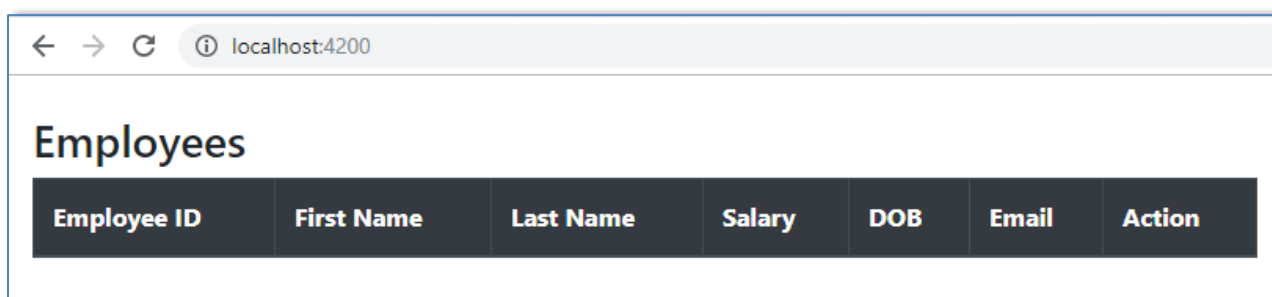 localhost:4200
Employees
Employee ID First Name Last Name Salary DOB Email Action